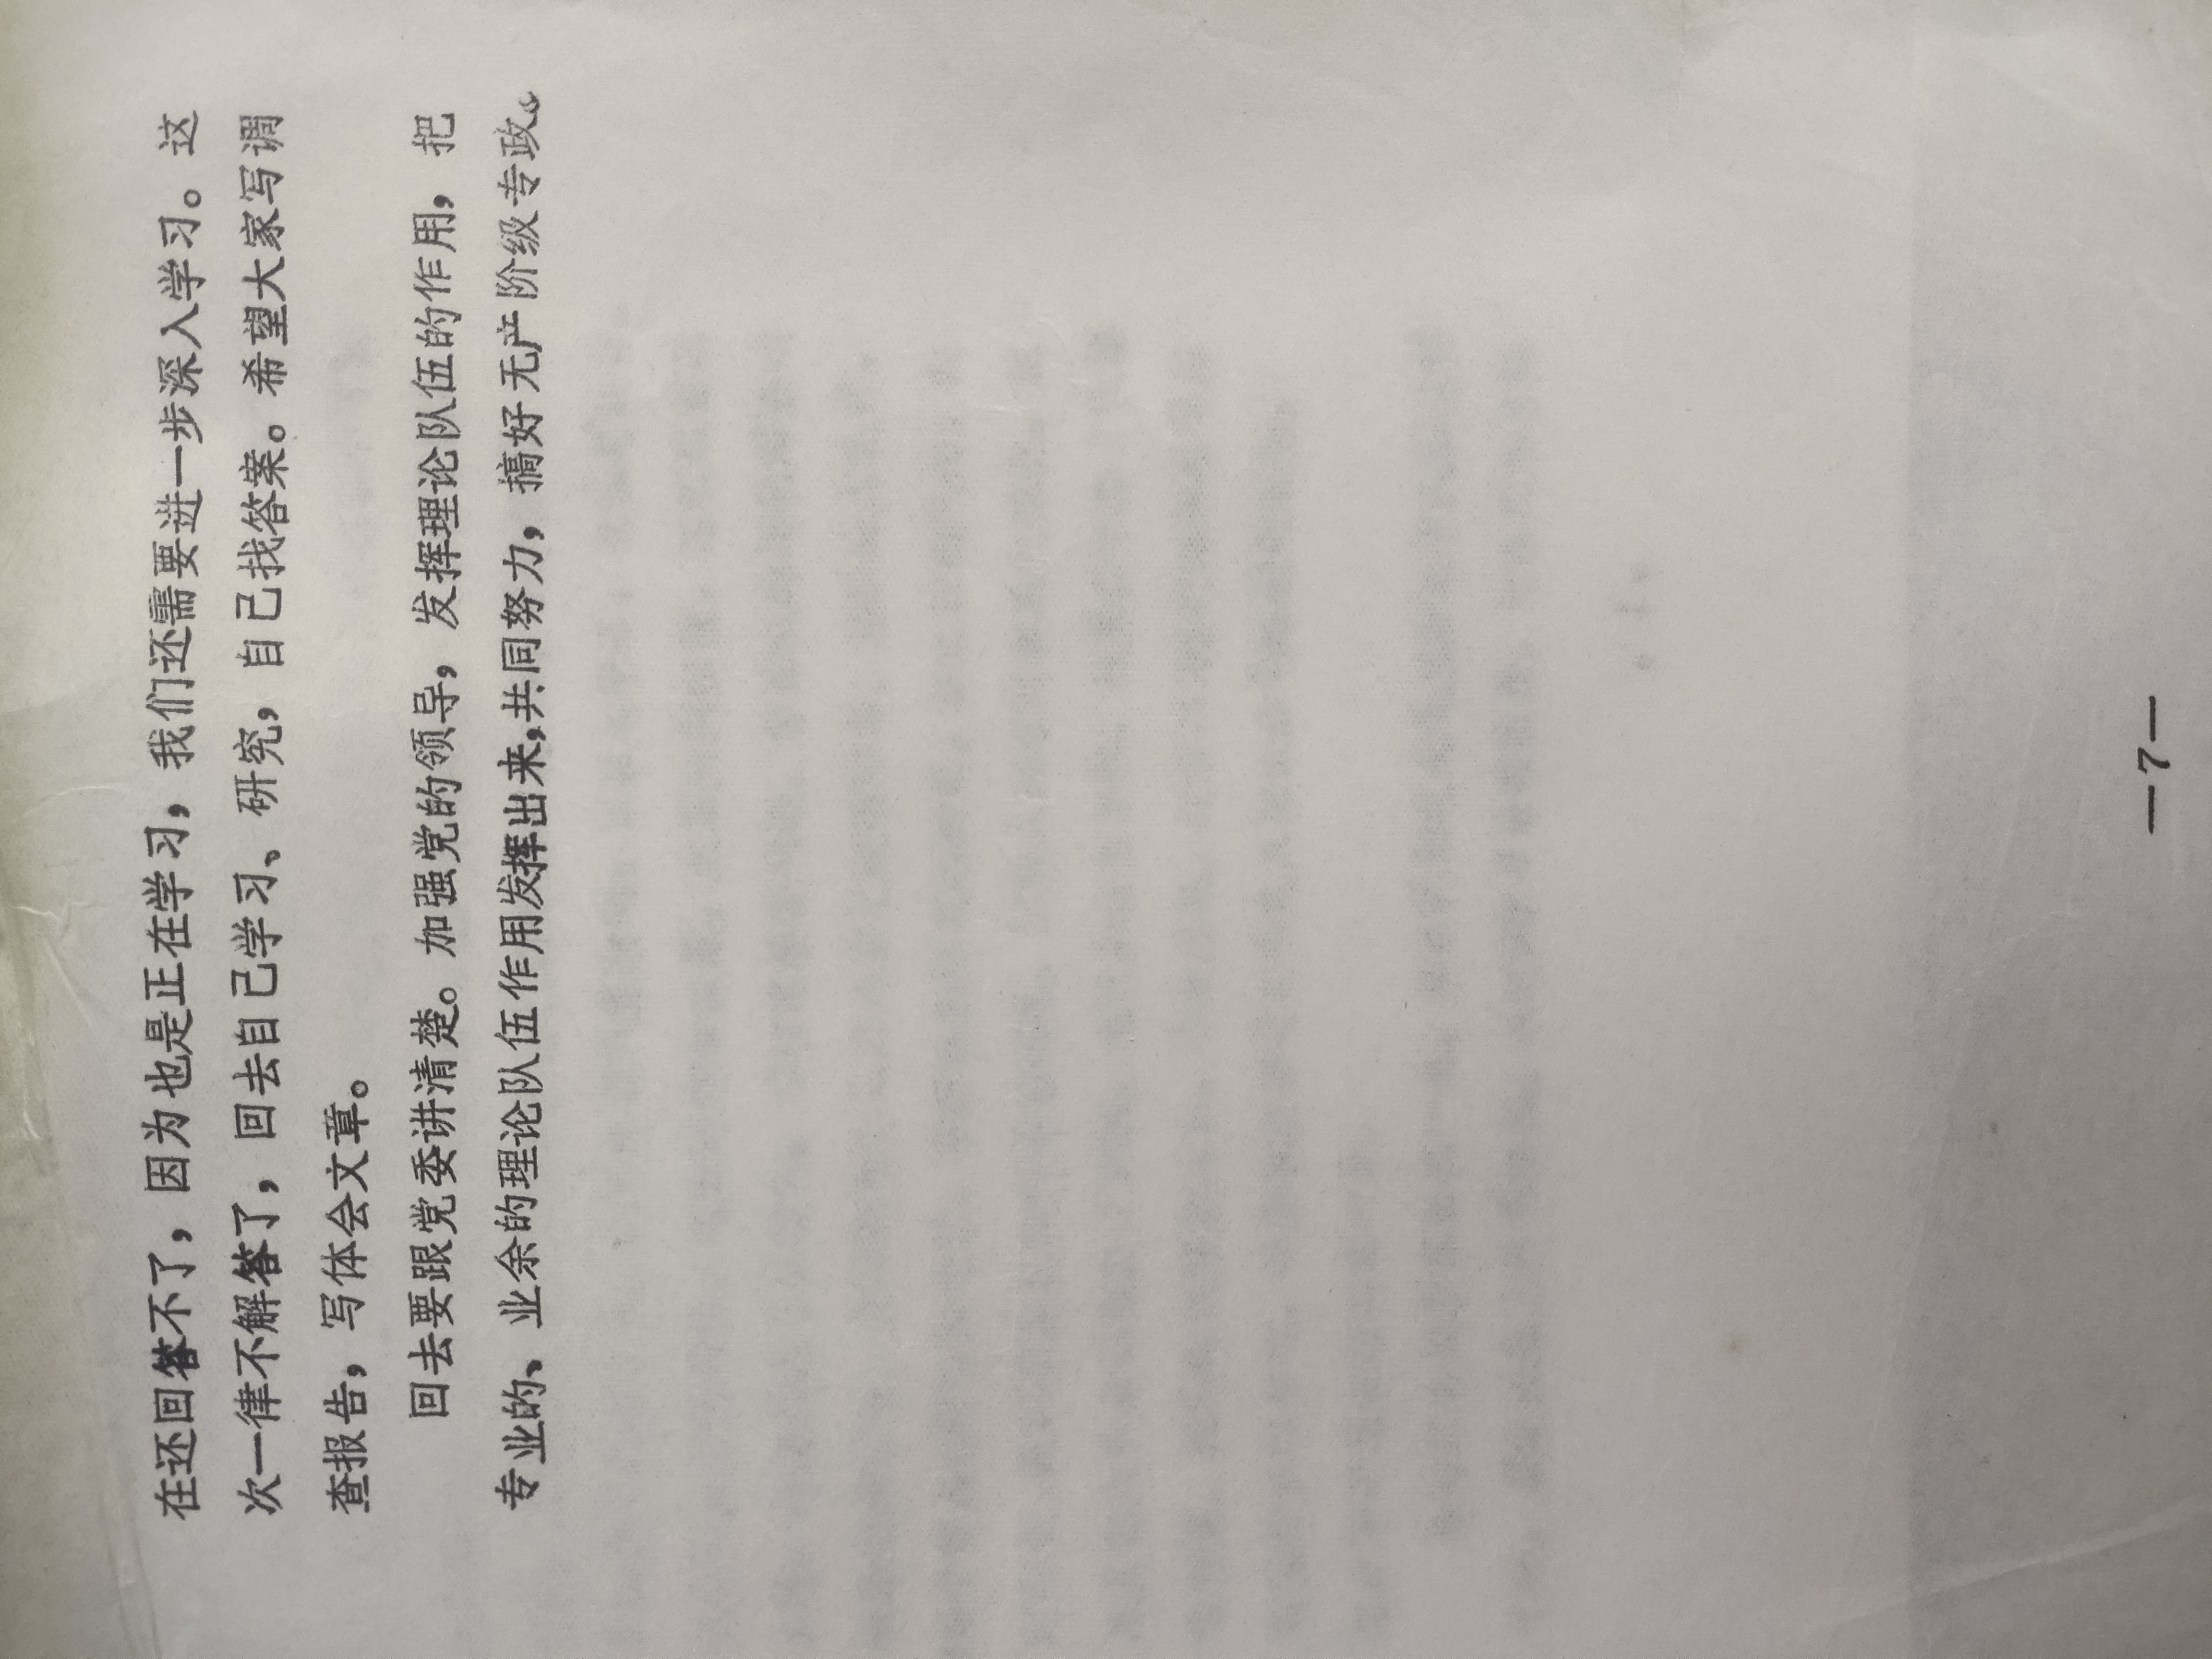 在还回答不了，因为也是正在学习，我们还需要进一步深入学习。这
次一律不解答了，回去自己学习、研究，自己找答案。希望大家写调
查报告，写体会文章。
回去要跟党委讲清楚。加强党的领导，发挥理论队伍的作用，把
专业的、业余的理论队伍作用发挥出来，共同努力，搞好无产阶级专政。
—7—